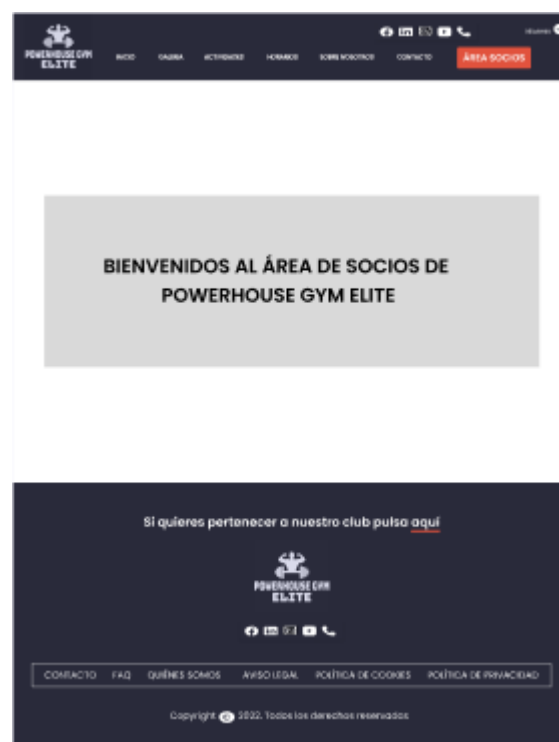 POWERHOUSE GYM
ELITE
INICIO GALERIA ACTIVIDADES HORARIOS SOBRE NOSOTROS CONTACTO ÁREA SOCIOS
BIENVENIDOS AL ÁREA DE SOCIOS DE
POWERHOUSE GYM ELITE
Si quieres pertenecer a nuestro club pulsa aquí
POWERHOUSE GYM
ELITE
CONTACTO FAQ QUIÉNES SOMOS AVISO LEGAL POLÍTICA DE COOKIES POLÍTICA DE PRIVACIDAD
Copyright © 2022. Todos los derechos reservados